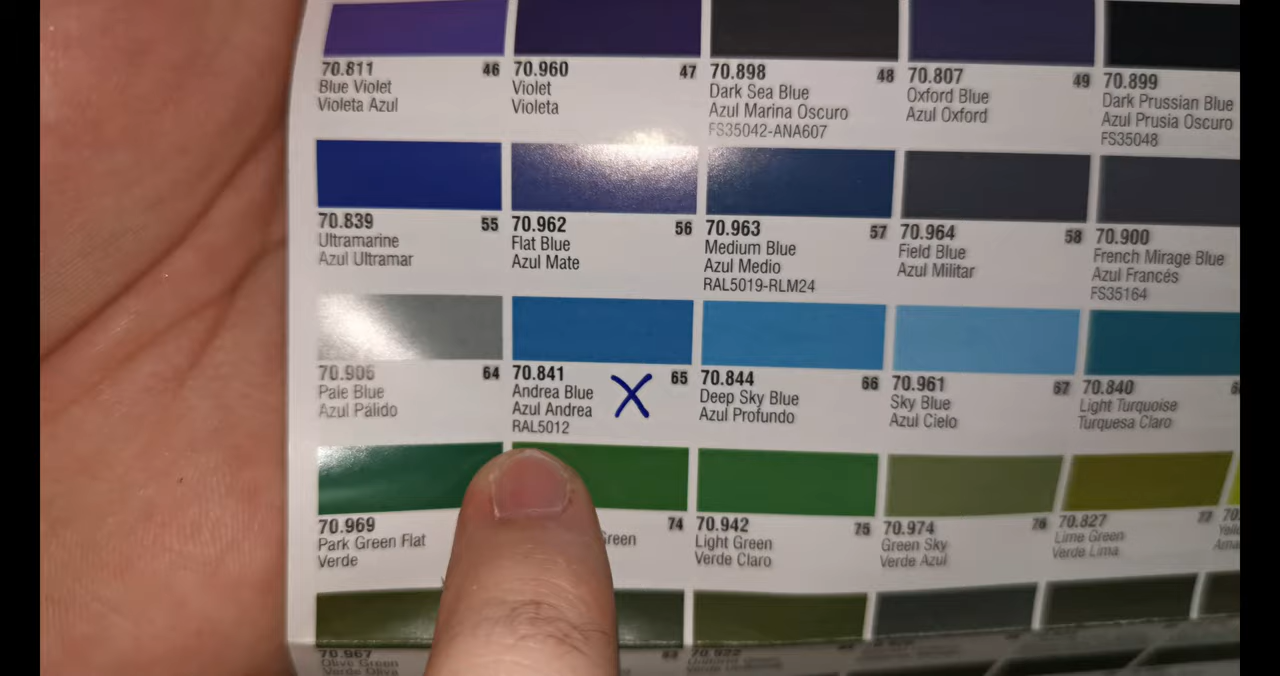 70.811 46
Blue Violet
Violeta Azul
70.960 47
Violet
Violeta
70.898 48
Dark Sea Blue
Azul Marina Oscuro
FS35042-ANA607
70.807 49
Oxford Blue
Azul Oxford
70.899
Dark Prussian Blue
Azul Prusia Oscuro
FS35048
70.839 55
Ultramarine
Azul Ultramar
70.962 56
Flat Blue
Azul Mate
70.963 57
Medium Blue
Azul Medio
RAL5019-RLM24
70.964 58
Field Blue
Azul Militar
70.900
French Mirage Blue
Azul Francés
FS35164
70.906 64
Pale Blue
Azul Pálido
70.841 65
Andrea Blue
Azul Andrea
RAL5012
X
70.844 66
Deep Sky Blue
Azul Profundo
70.961 67
Sky Blue
Azul Cielo
70.840
Light Turquoise
Turquesa Claro
70.969
Park Green Flat
Verde
74
Green
70.942 75
Light Green
Verde Claro
70.974 76
Green Sky
Verde Azul
70.827 77
Lime Green
Verde Lima
70.967
Olive Green
Verde Oliva